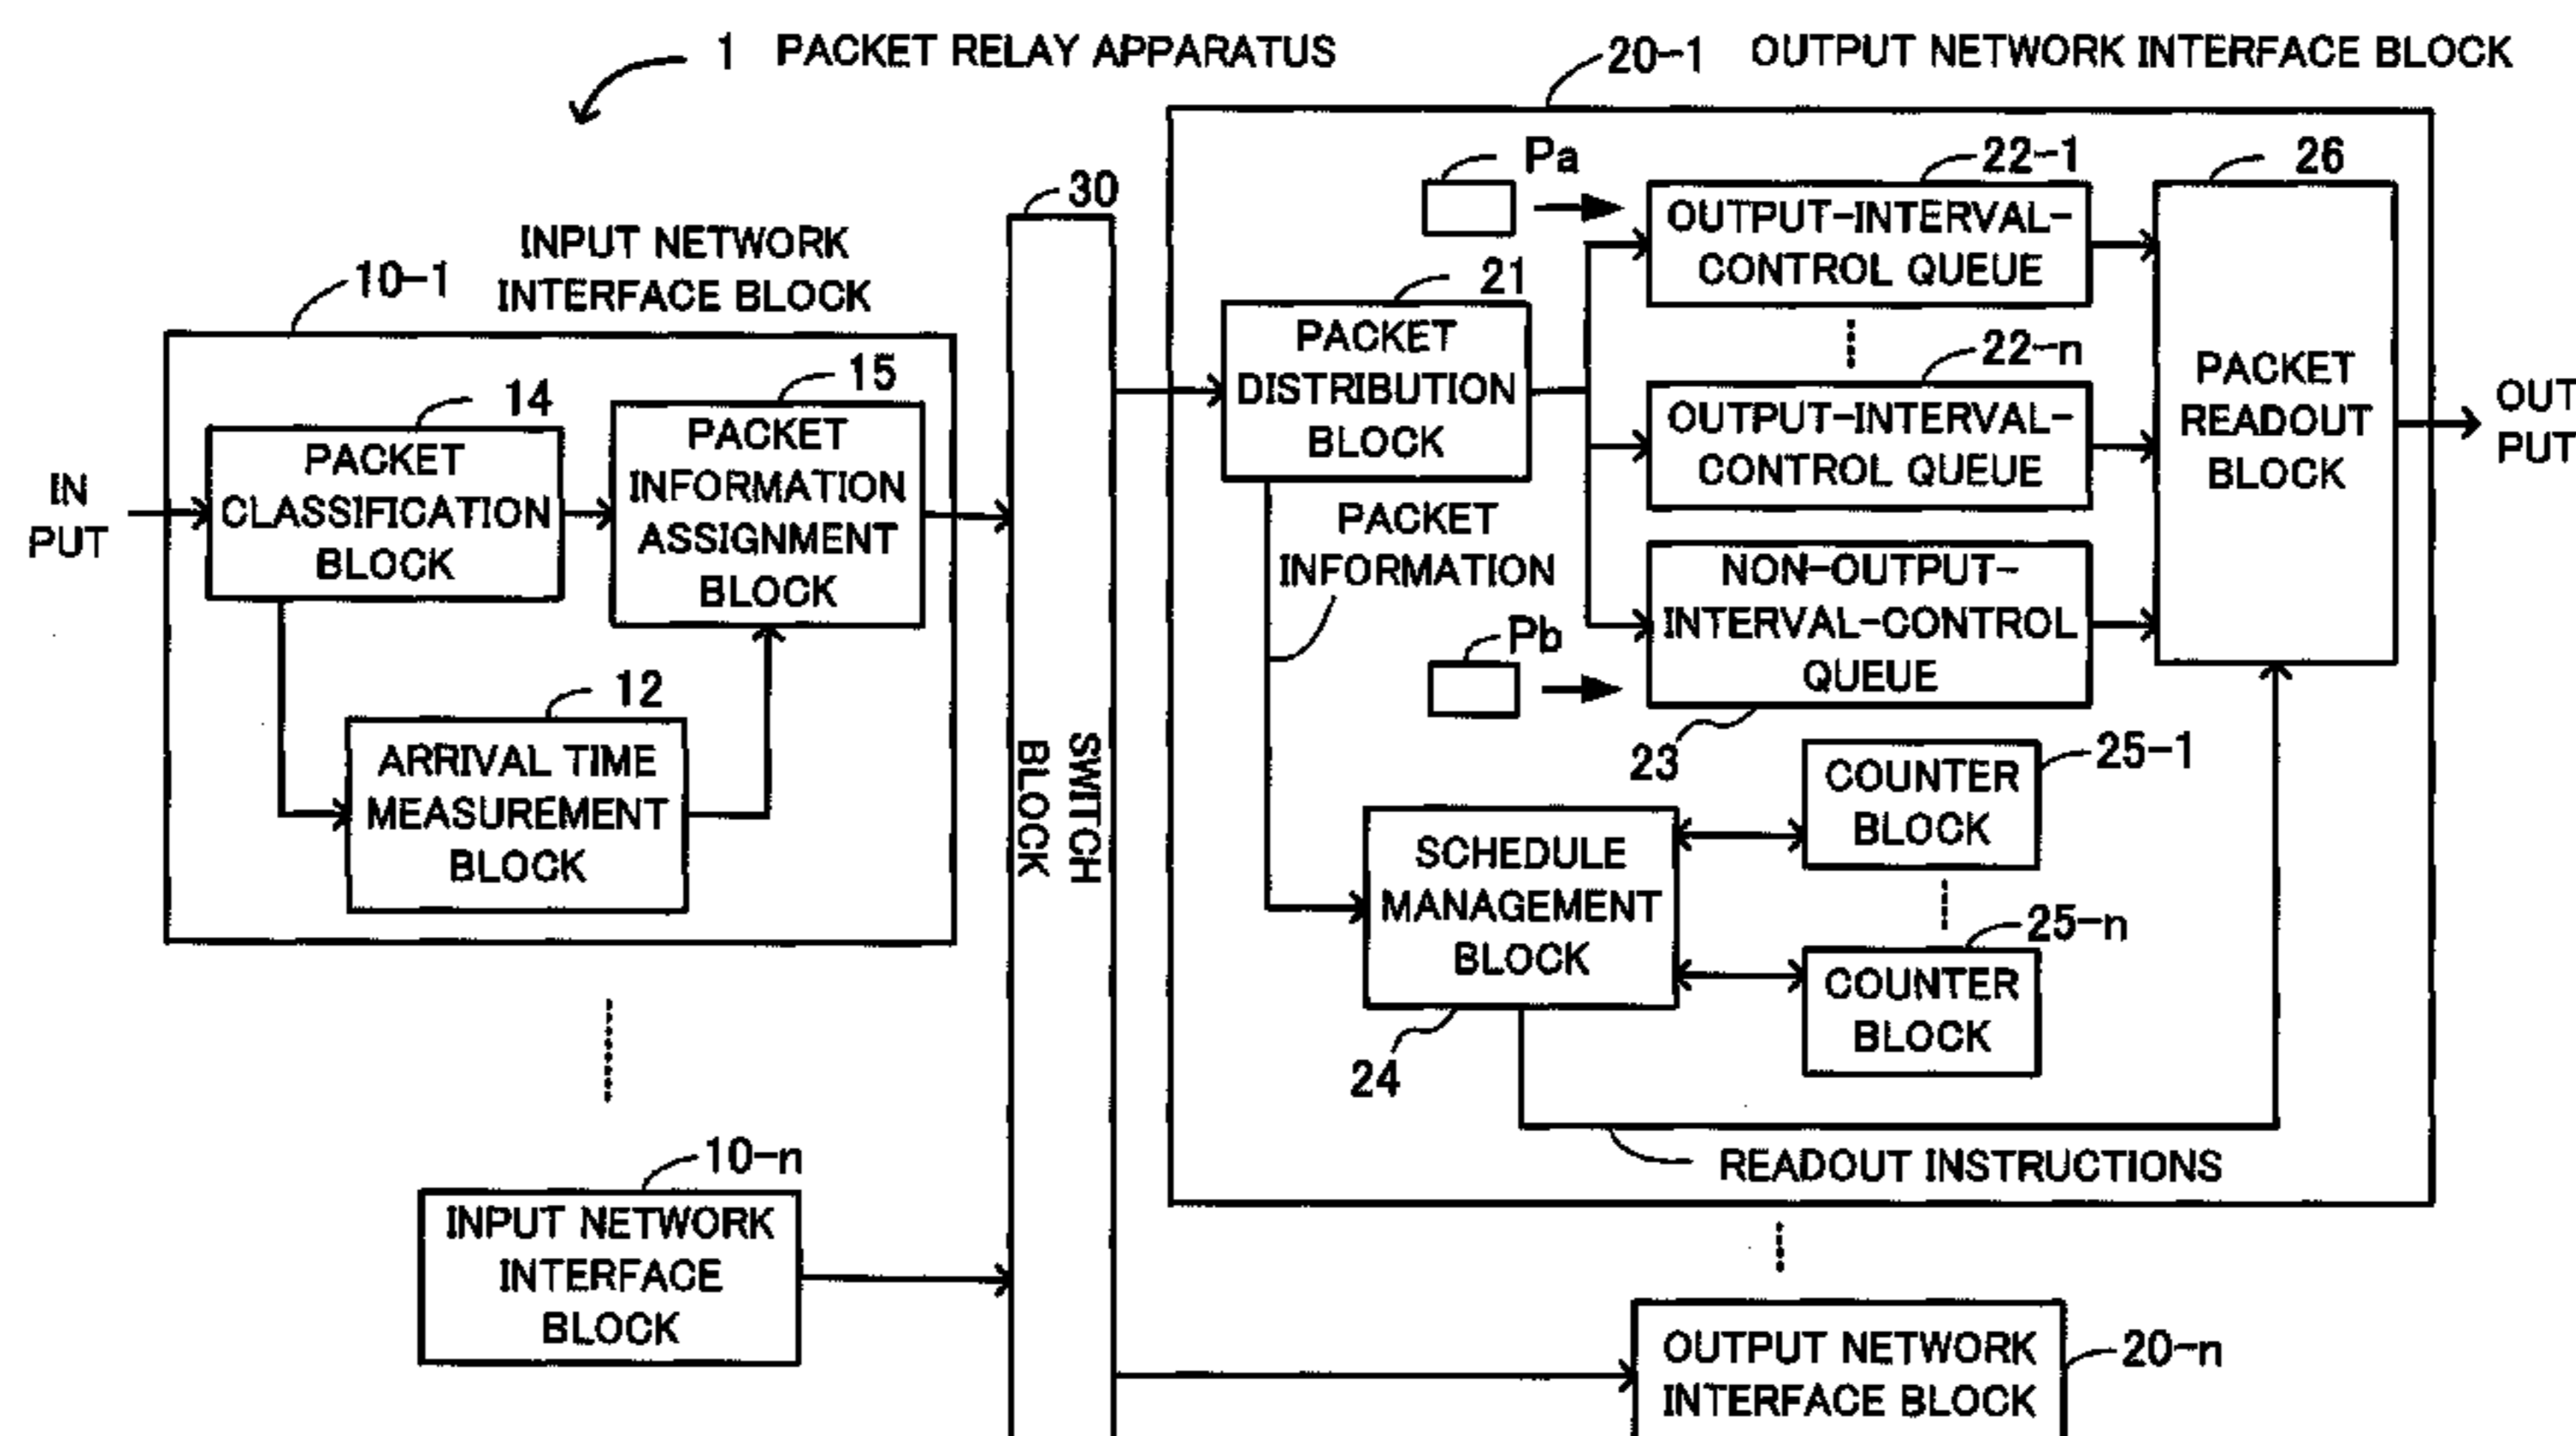 1 PACKET RELAY APPARATUS
20-1 OUTPUT NETWORK INTERFACE BLOCK
INPUT NETWORK
INTERFACE BLOCK
10-1
14
PACKET
CLASSIFICATION
BLOCK
15
PACKET
INFORMATION
ASSIGNMENT
BLOCK
IN
PUT
12
ARRIVAL TIME
MEASUREMENT
BLOCK
10-n
INPUT NETWORK
INTERFACE
BLOCK
30
SWITCH
BLOCK
Pa
21
PACKET
DISTRIBUTION
BLOCK
22-1
OUTPUT-INTERVAL-
CONTROL QUEUE
22-n
OUTPUT-INTERVAL-
CONTROL QUEUE
26
PACKET
READOUT
BLOCK
OUT
PUT
PACKET
INFORMATION
Pb
NON-OUTPUT-
INTERVAL-CONTROL
QUEUE
23
SCHEDULE
MANAGEMENT
BLOCK
24
25-1
COUNTER
BLOCK
25-n
COUNTER
BLOCK
READOUT INSTRUCTIONS
OUTPUT NETWORK
INTERFACE BLOCK
20-n